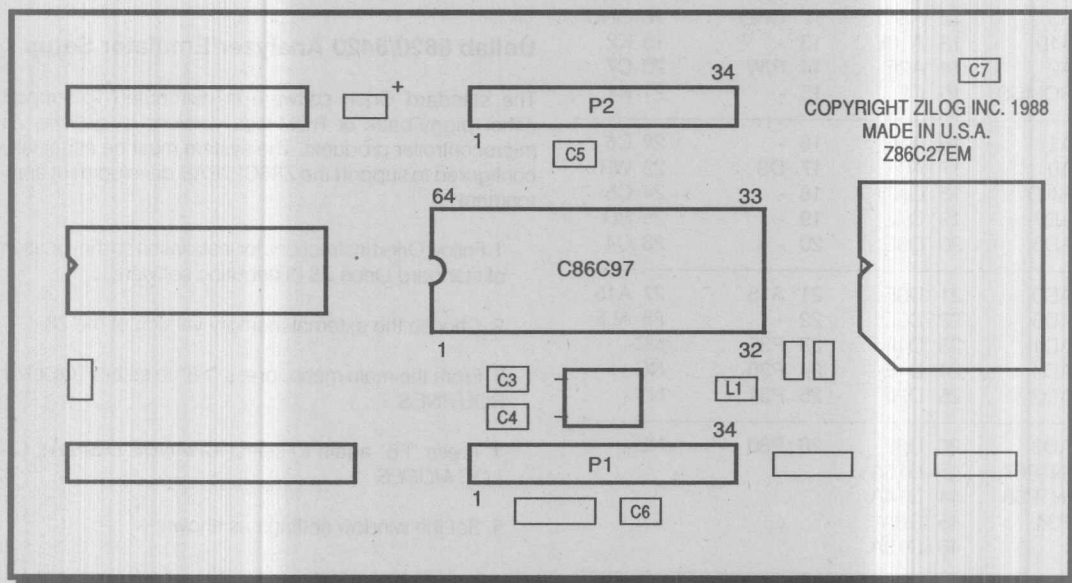 +
34
P2
1
C7
COPYRIGHT ZILOG INC. 1988
MADE IN U.S.A.
Z86C27EM
C5
64
33
C86C97
1
32
C3
C4
L1
34
P1
1
C6